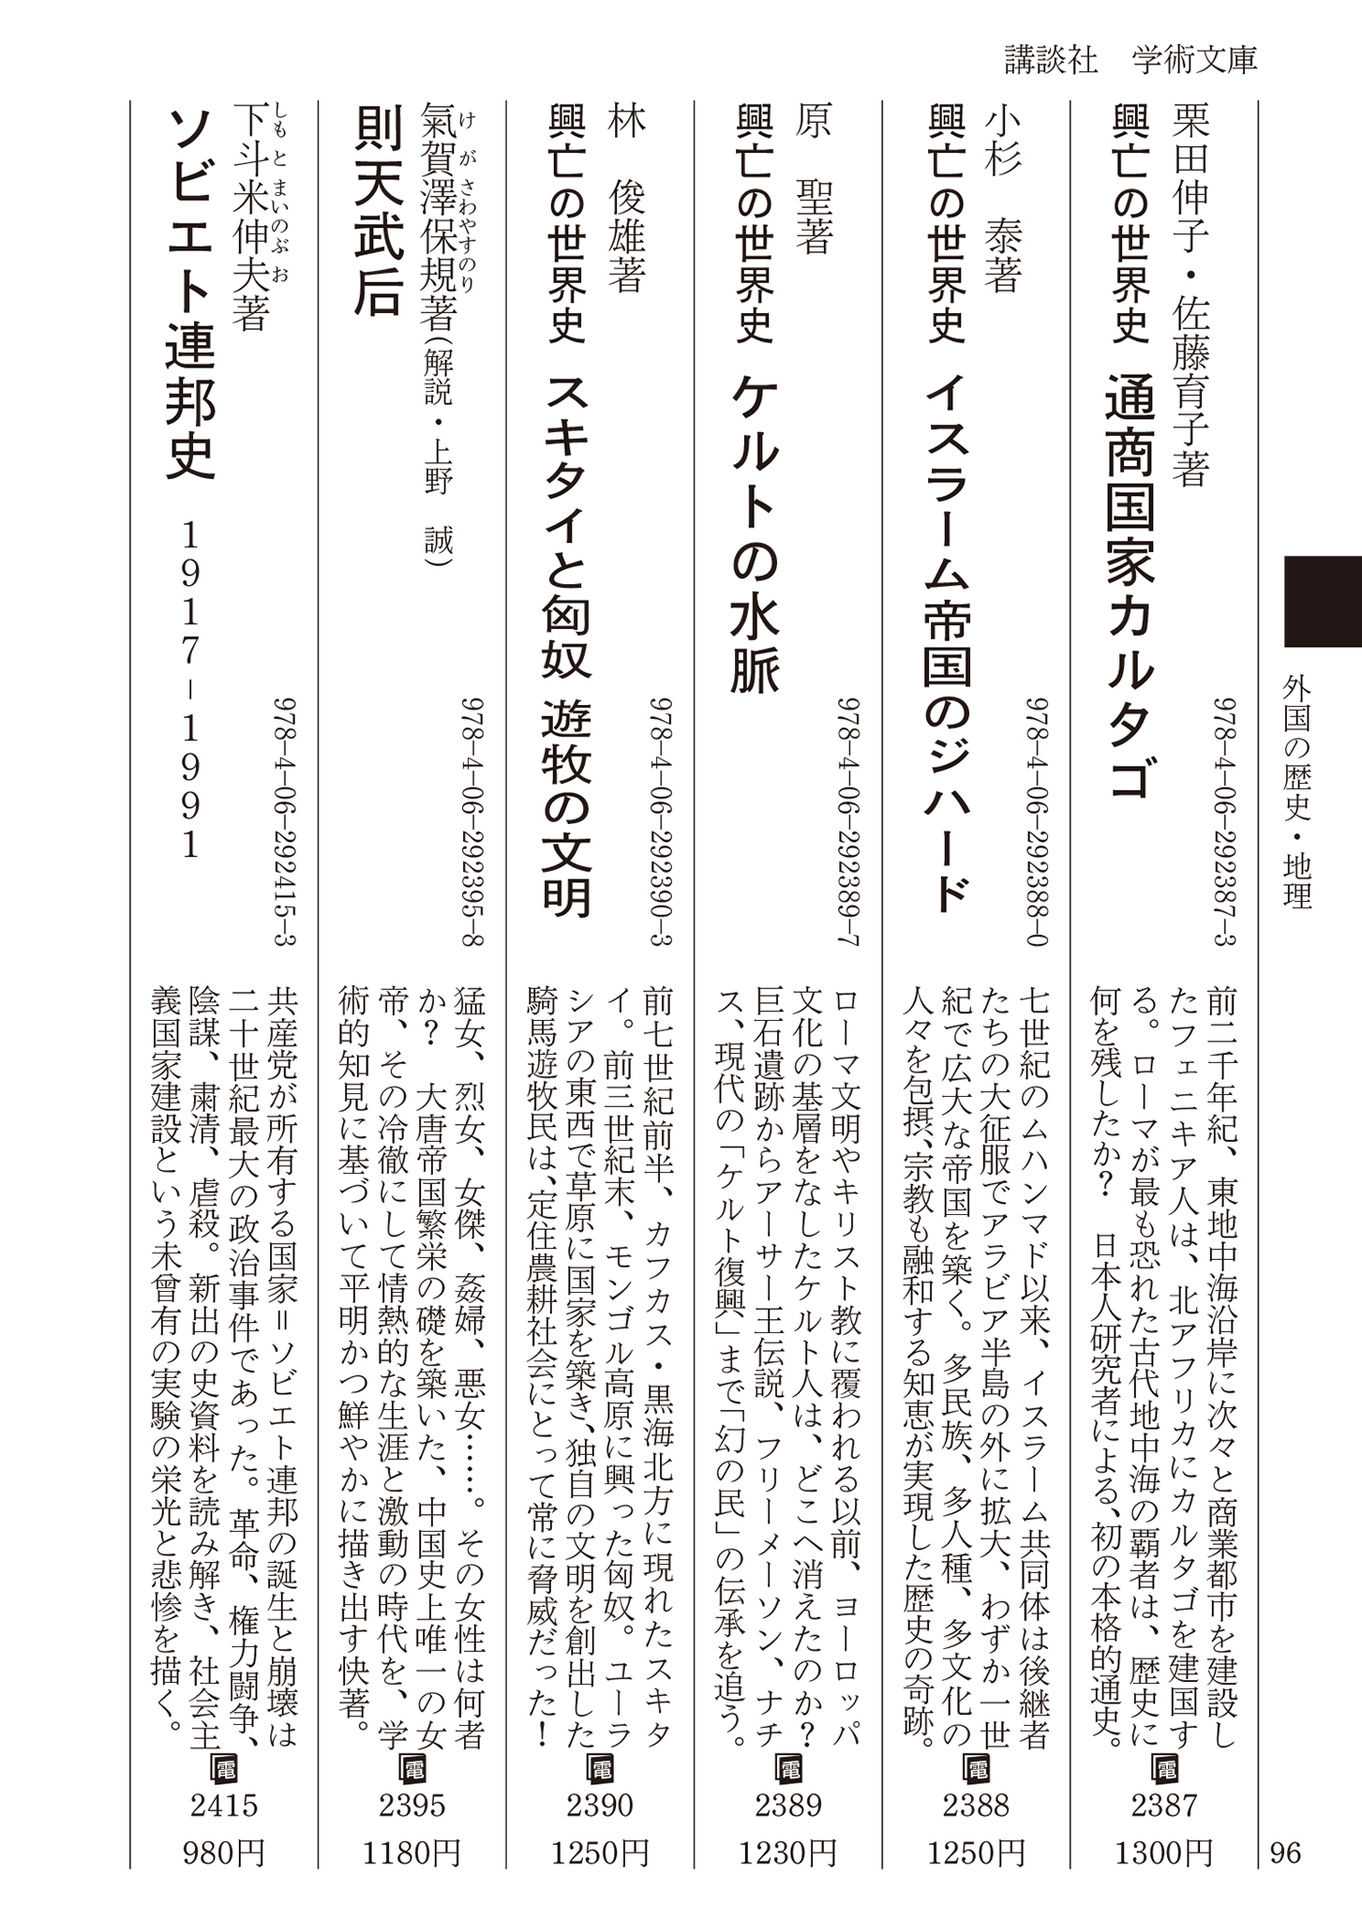 講談社　学術文庫
外国の歴史・地理
96
栗田伸子・佐藤育子著
興亡の世界史 通商国家カルタゴ
978-4-06-292387-3
前二千年紀、東地中海沿岸に次々と商業都市を建設し
たフェニキア人は、北アフリカにカルタゴを建国す
る。ローマが最も恐れた古代地中海の覇者は、歴史に
何を残したか？　日本人研究者による、初の本格的通史。
電
2387
1300円
小杉　泰著
興亡の世界史 イスラーム帝国のジハード
978-4-06-292388-0
七世紀のムハンマド以来、イスラーム共同体は後継者
たちの大征服でアラビア半島の外に拡大、わずか一世
紀で広大な帝国を築く。多民族、多人種、多文化の
人々を包摂、宗教も融和する知恵が実現した歴史の奇跡。
電
2388
1250円
原　聖著
興亡の世界史 ケルトの水脈
978-4-06-292389-7
ローマ文明やキリスト教に覆われる以前、ヨーロッパ
文化の基層をなしたケルト人は、どこへ消えたのか？
巨石遺跡からアーサー王伝説、フリーメーソン、ナチ
ス、現代の「ケルト復興」まで「幻の民」の伝承を追う。
電
2389
1230円
林　俊雄著
興亡の世界史 スキタイと匈奴 遊牧の文明
978-4-06-292390-3
前七世紀前半、カフカス・黒海北方に現れたスキタ
イ。前三世紀末、モンゴル高原に興った匈奴。ユーラ
シアの東西で草原に国家を築き、独自の文明を創出した
騎馬遊牧民は、定住農耕社会にとって常に脅威だった！
電
2390
1250円
氣賀澤保規著（解説・上野　誠）
けがさわやすのり
則天武后
978-4-06-292395-8
猛女、烈女、女傑、姦婦、悪女……。その女性は何者
か？　大唐帝国繁栄の礎を築いた、中国史上唯一の女
帝、その冷徹にして情熱的な生涯と激動の時代を、学
術的知見に基づいて平明かつ鮮やかに描き出す快著。
電
2395
1180円
下斗米伸夫著
しもとまいのぶお
ソビエト連邦史　1917-1991
978-4-06-292415-3
共産党が所有する国家＝ソビエト連邦の誕生と崩壊は
二十世紀最大の政治事件であった。革命、権力闘争、
陰謀、粛清、虐殺。新出の史資料を読み解き、社会主
義国家建設という未曾有の実験の栄光と悲惨を描く。
電
2415
980円